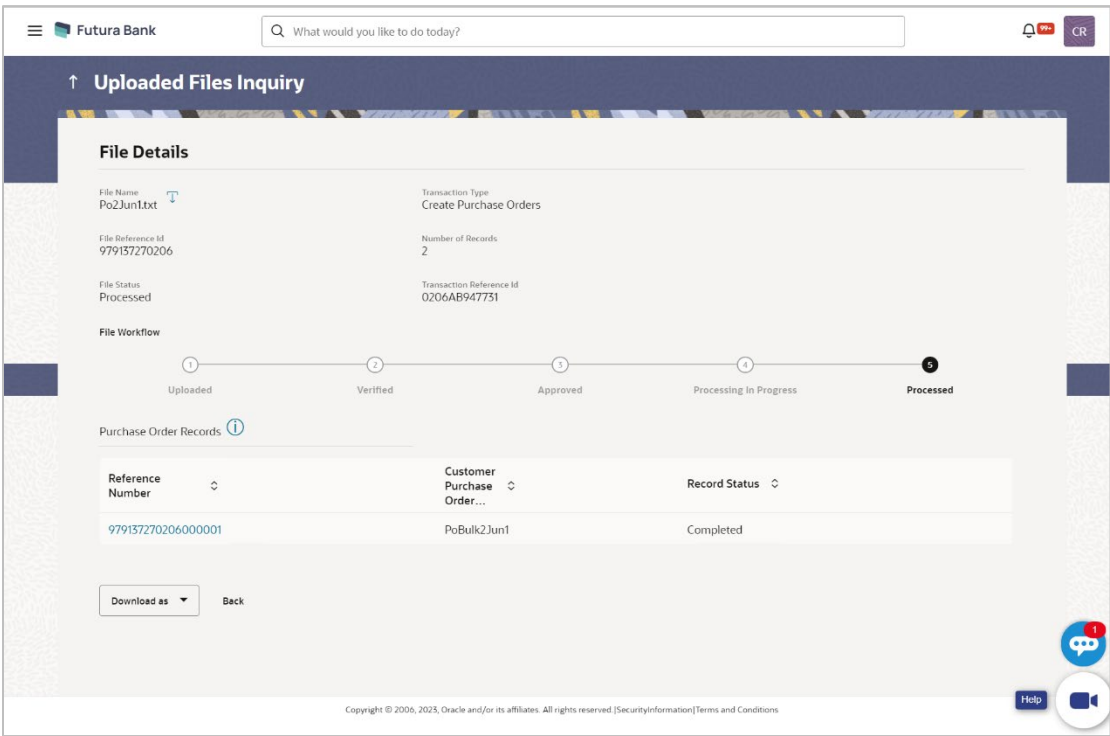 Futura Bank
What would you like to do today?
99+
CR
↑ Uploaded Files Inquiry
File Details
File Name
Po2Jun1.txt
Transaction Type
Create Purchase Orders
File Reference Id
979137270206
Number of Records
2
File Status
Processed
Transaction Reference Id
0206AB947731
File Workflow
1
2
3
4
5
Uploaded
Verified
Approved
Processing In Progress
Processed
Purchase Order Records
Reference
Number
Customer
Purchase
Order...
Record Status
979137270206000001
PoBulk2Jun1
Completed
Download as
Back
1
Help
Copyright © 2006, 2023, Oracle and/or its affiliates. All rights reserved.|SecurityInformation|Terms and Conditions